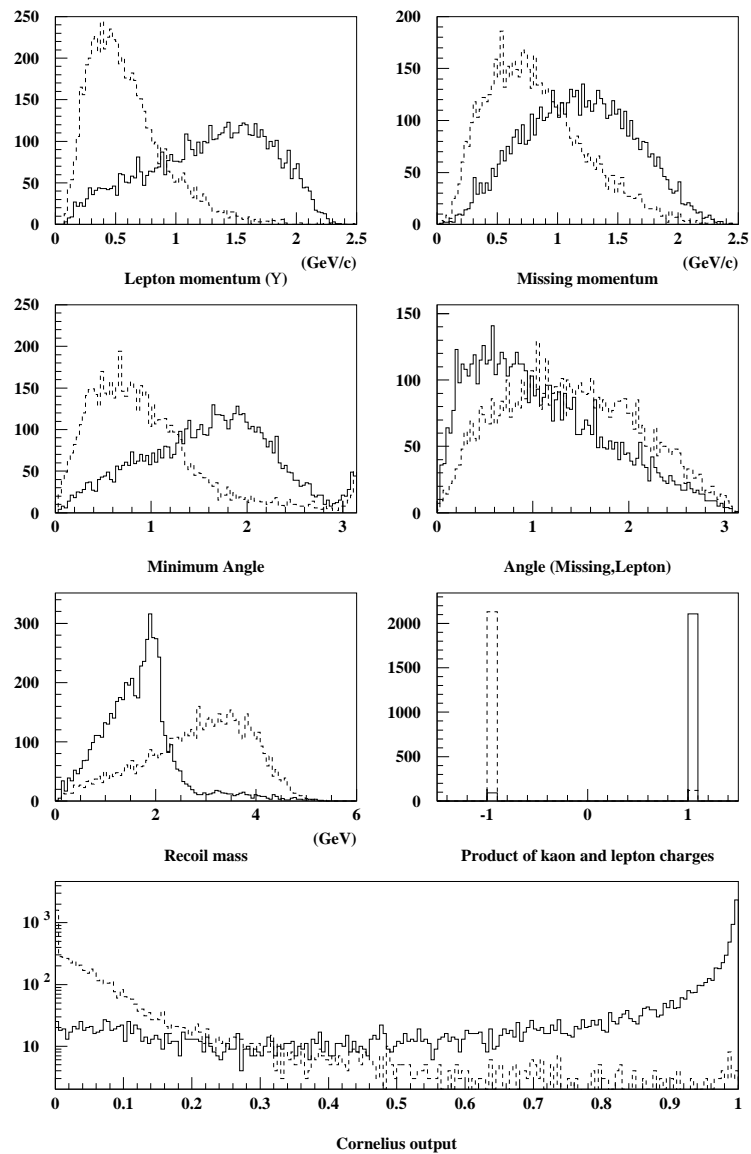 250
200
150
100
50
0
0 0.5 1 1.5 2 2.5
(GeV/c)
Lepton momentum (Υ)
200
150
100
50
0
0 0.5 1 1.5 2 2.5
(GeV/c)
Missing momentum
250
200
150
100
50
0
0 1 2 3
Minimum Angle
150
100
50
0
0 1 2 3
Angle (Missing,Lepton)
300
200
100
0
0 2 4 6
(GeV)
Recoil mass
2000
1500
1000
500
0
-1 0 1
Product of kaon and lepton charges
10 3
10 2
10
0 0.1 0.2 0.3 0.4 0.5 0.6 0.7 0.8 0.9 1
Cornelius output